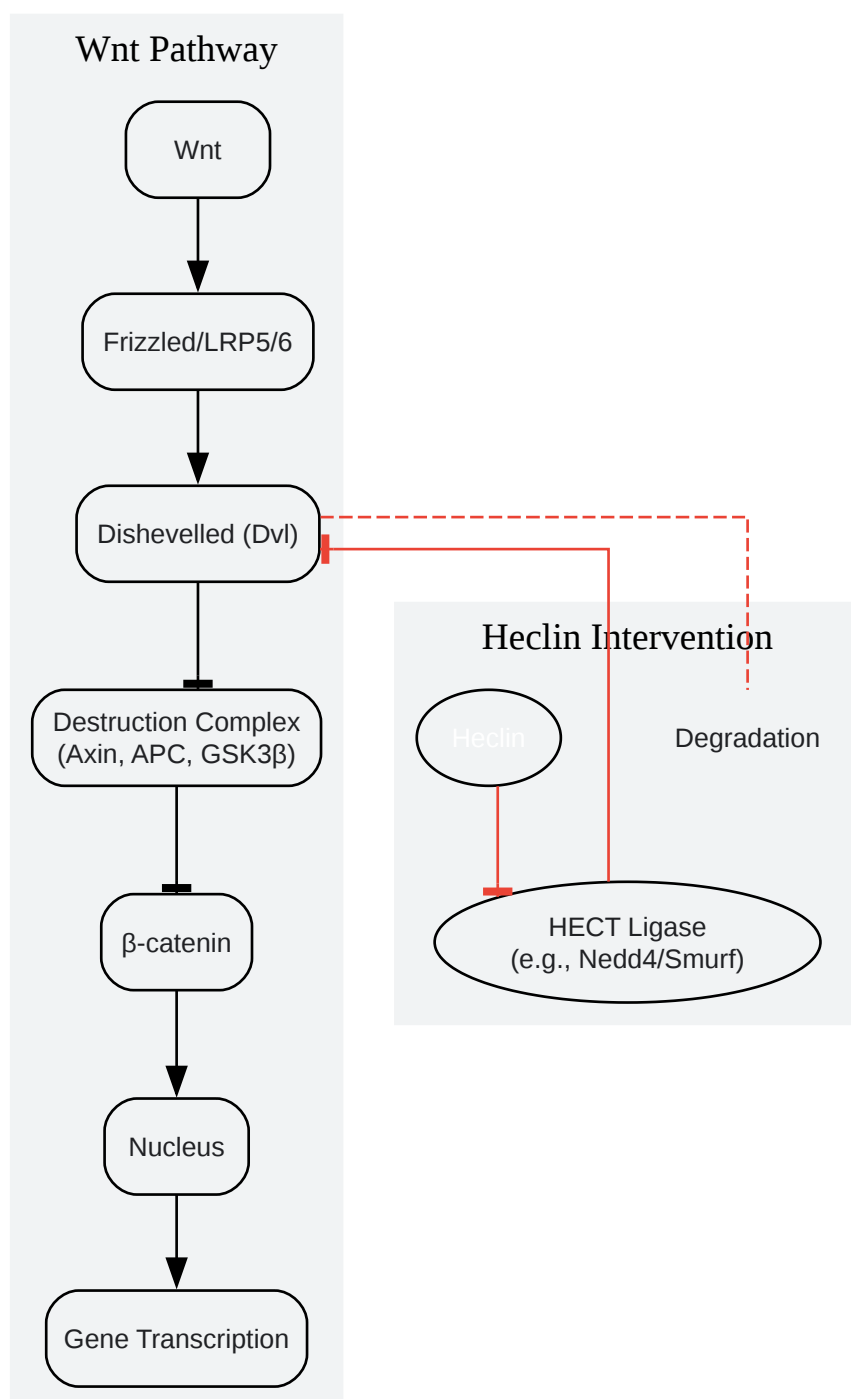 Wnt Pathway
Wnt
Frizzled/LRP5/6
Dishevelled (Dvl)
Destruction Complex
(Axin, APC, GSK3β)
β-catenin
Nucleus
Gene Transcription
Heclin Intervention
Heclin
Degradation
HECT Ligase
(e.g., Nedd4/Smurf)